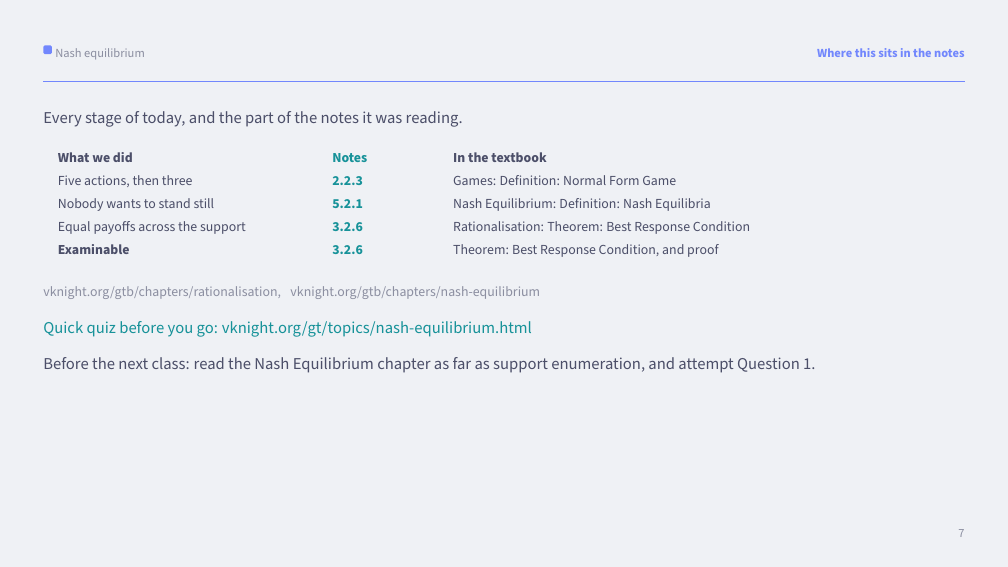 Nash equilibrium
Where this sits in the notes
Every stage of today, and the part of the notes it was reading.
What we did Notes In the textbook
Five actions, then three 2.2.3 Games: Definition: Normal Form Game
Nobody wants to stand still 5.2.1 Nash Equilibrium: Definition: Nash Equilibria
Equal payoffs across the support 3.2.6 Rationalisation: Theorem: Best Response Condition
Examinable 3.2.6 Theorem: Best Response Condition, and proof
vknight.org/gtb/chapters/rationalisation, vknight.org/gtb/chapters/nash-equilibrium
Quick quiz before you go: vknight.org/gt/topics/nash-equilibrium.html
Before the next class: read the Nash Equilibrium chapter as far as support enumeration, and attempt Question 1.
7